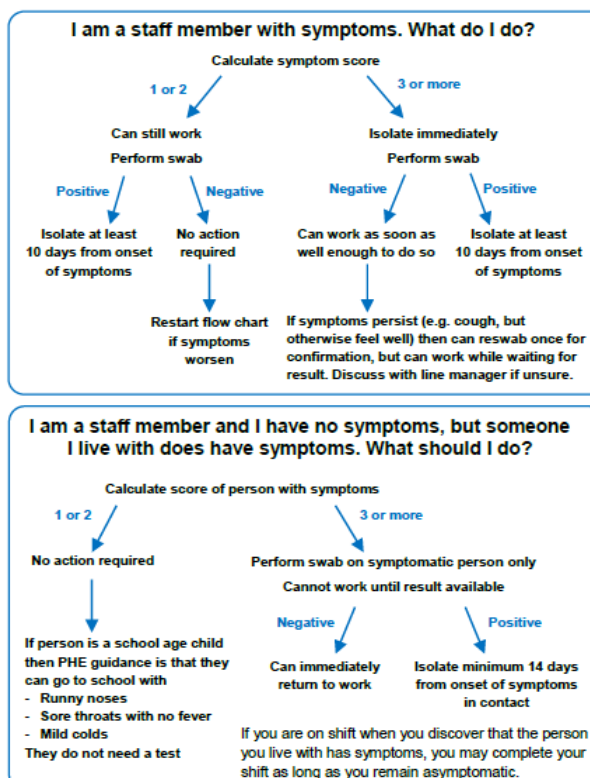 I am a staff member with symptoms. What do I do?
Calculate symptom score
1 or 2
3 or more
Can still work
Perform swab
Isolate immediately
Perform swab
Positive
Negative
Negative
Positive
Isolate at least
10 days from onset
of symptoms
No action
required
Can work as soon as
well enough to do so
Isolate at least
10 days from onset
of symptoms
Restart flow chart
if symptoms
worsen
If symptoms persist (e.g. cough, but
otherwise feel well) then can reswab once for
confirmation, but can work while waiting for
result. Discuss with line manager if unsure.
I am a staff member and I have no symptoms, but someone
I live with does have symptoms. What should I do?
Calculate score of person with symptoms
1 or 2
3 or more
No action required
Perform swab on symptomatic person only
Cannot work until result available
Negative
Positive
If person is a school age child
then PHE guidance is that they
can go to school with
- Runny noses
- Sore throats with no fever
- Mild colds
They do not need a test
Can immediately
return to work
Isolate minimum 14 days
from onset of symptoms
in contact
If you are on shift when you discover that the person
you live with has symptoms, you may complete your
shift as long as you remain asymptomatic.